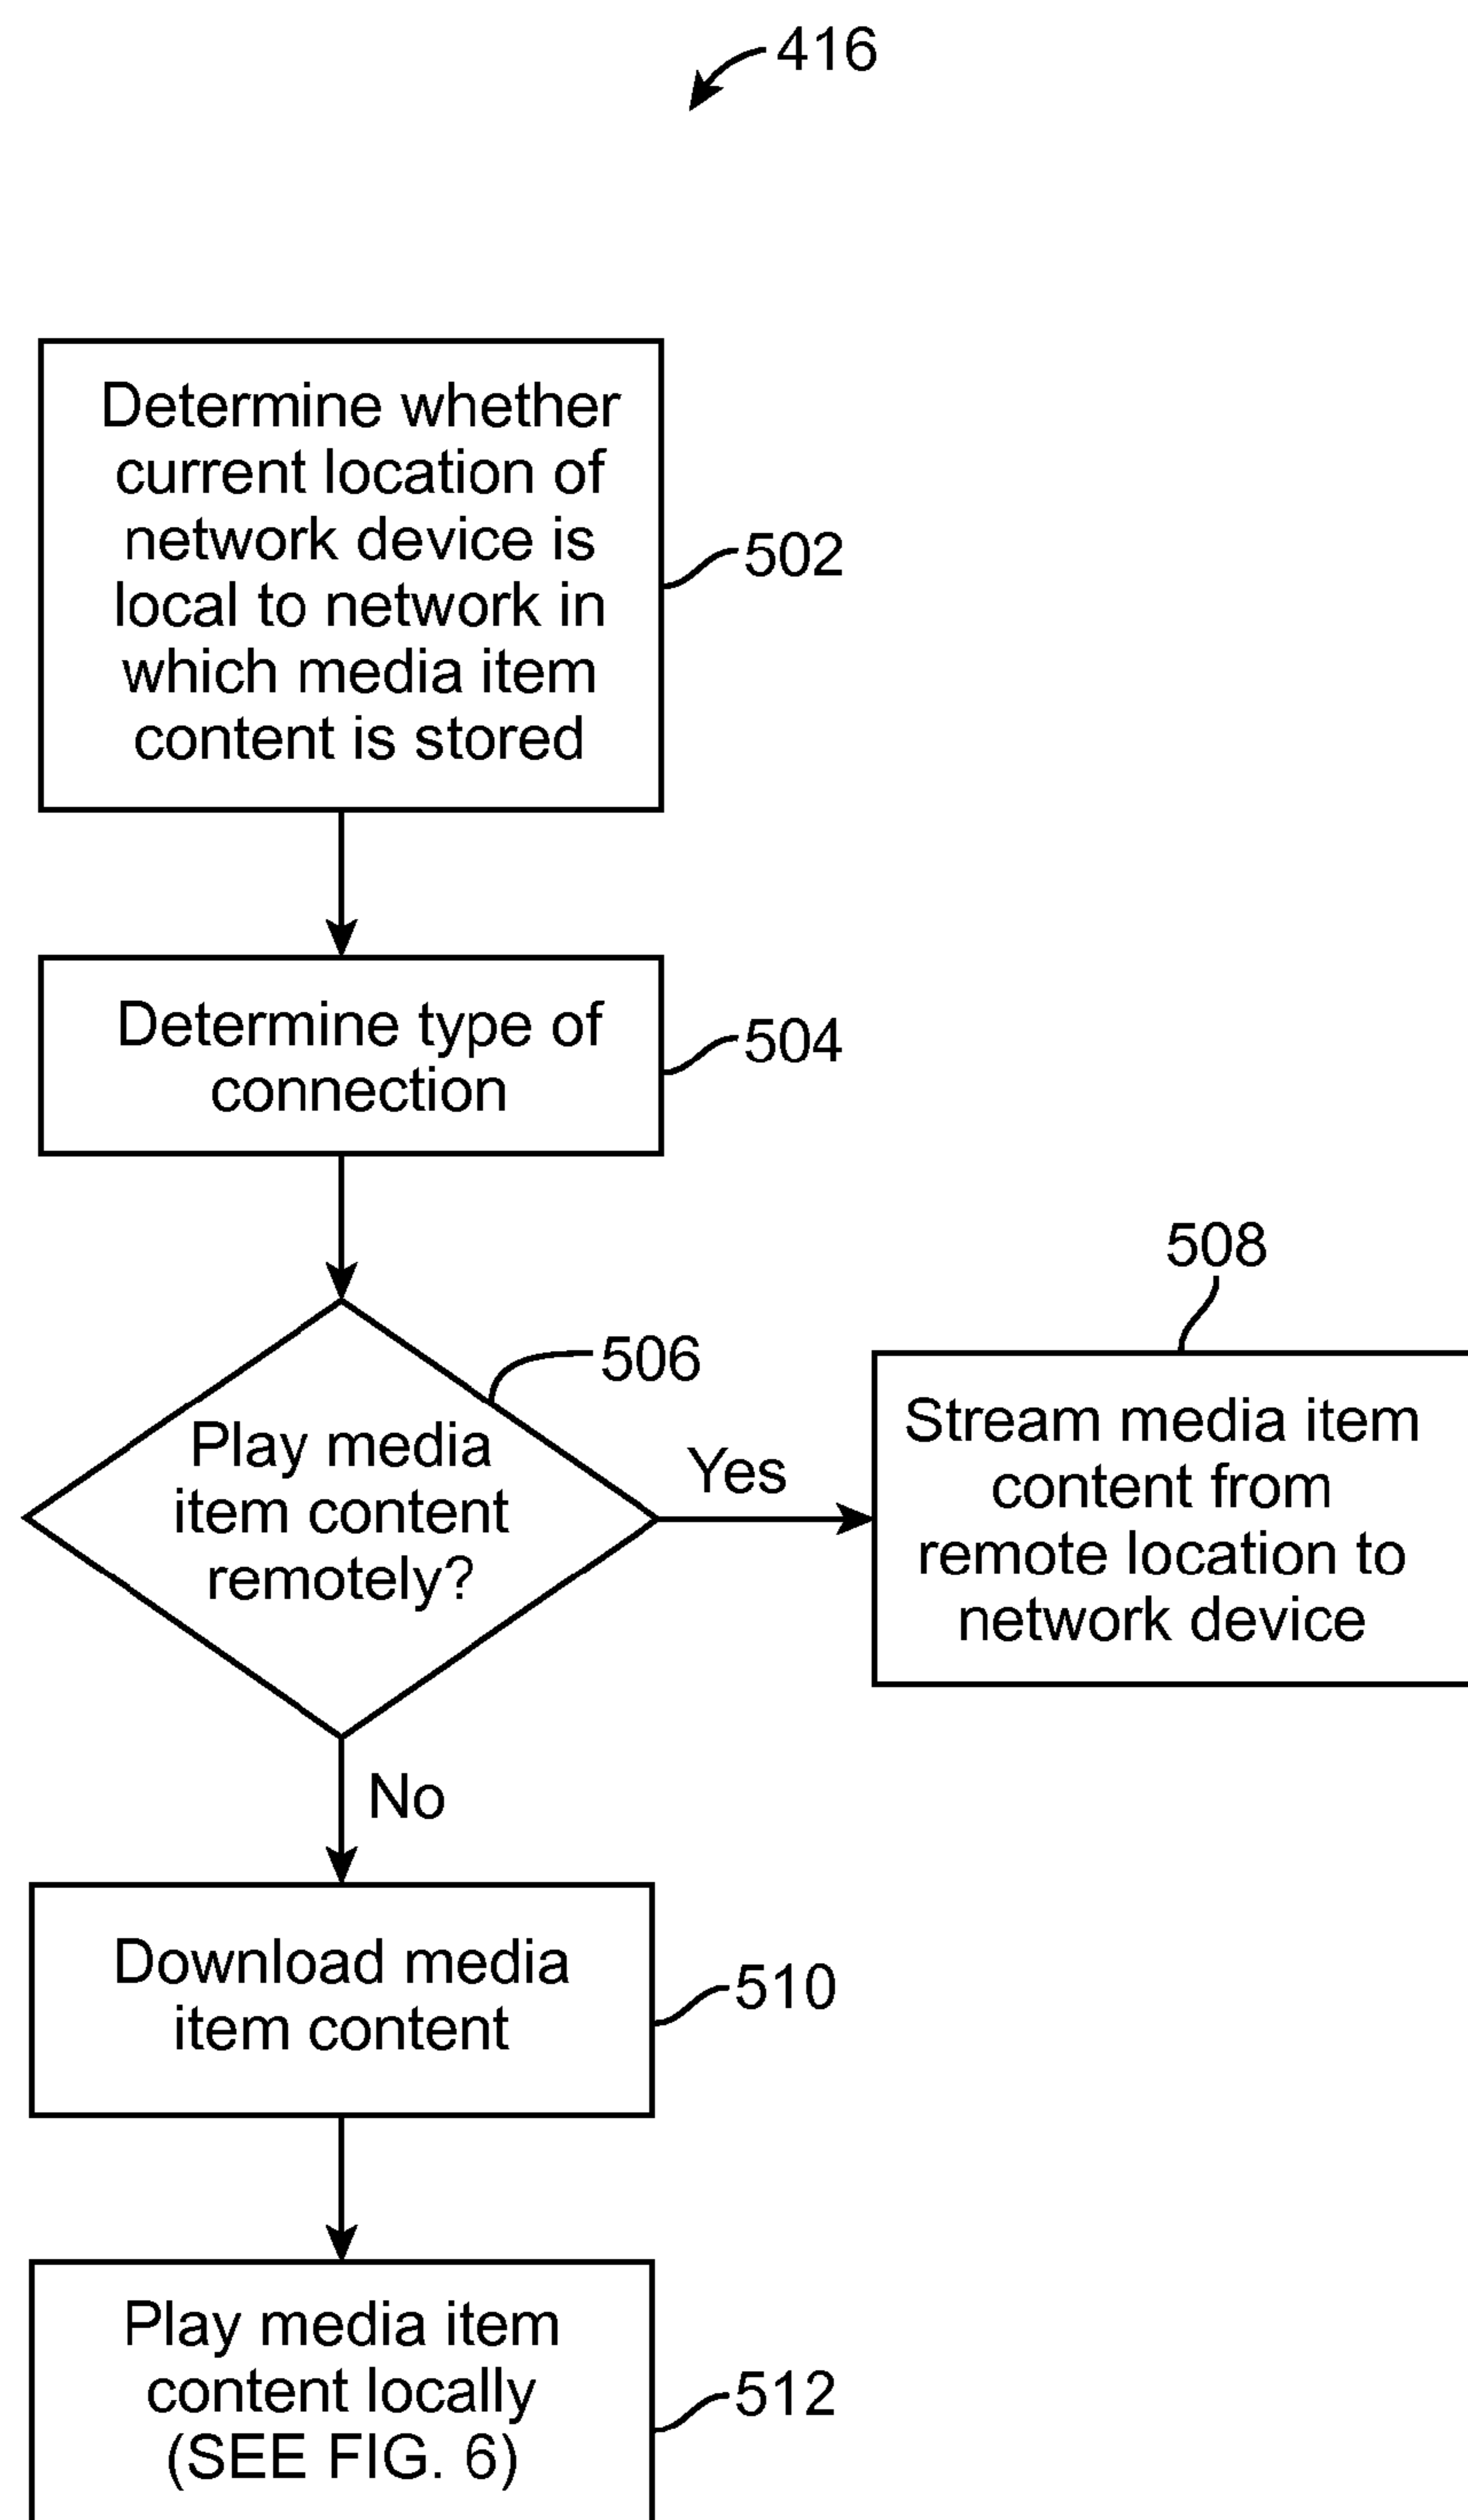 416
Determine whether
current location of
network device is
local to network in
which media item
content is stored
502
Determine type of
connection
504
506
Play media
item content
remotely?
Yes
508
Stream media item
content from
remote location to
network device
No
Download media
item content
510
Play media item
content locally
(SEE FIG. 6)
512